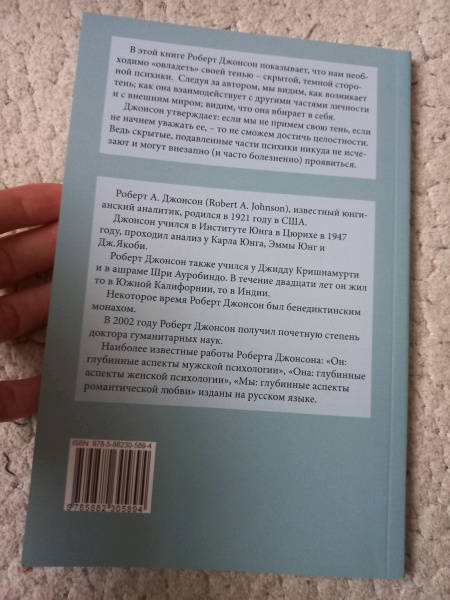 В этой книге Роберт Джонсон показывает, что нам необ-
ходимо «овладеть» своей тенью – скрытой, темной сторо-
ной психики. Следуя за автором, мы видим, как возникает
тень; как она взаимодействует с другими частями личности
и с внешним миром; видим, что она вбирает в себя.
Джонсон утверждает: если мы не примем свою тень, если
не начнем уважать ее, – то не сможем достичь целостности.
Ведь скрытые, подавленные части психики никуда не исче-
зают и могут внезапно (и часто болезненно) проявиться.
Роберт А. Джонсон (Robert A. Johnson), известный юнги-
анский аналитик, родился в 1921 году в США.
Джонсон учился в Институте Юнга в Цюрихе в 1947
году, проходил анализ у Карла Юнга, Эммы Юнг и
Дж.Якоби.
Роберт Джонсон также учился у Джидду Кришнамурти
и в ашраме Шри Ауробиндо. В течение двадцати лет он жил
то в Южной Калифорнии, то в Индии.
Некоторое время Роберт Джонсон был бенедиктинским
монахом.
В 2002 году Роберт Джонсон получил почетную степень
доктора гуманитарных наук.
Наиболее известные работы Роберта Джонсона: «Он:
глубинные аспекты мужской психологии», «Она: глубинные
аспекты женской психологии», «Мы: глубинные аспекты
романтической любви» изданы на русском языке.
ISBN 978-5-88230-589-4
9785882305894